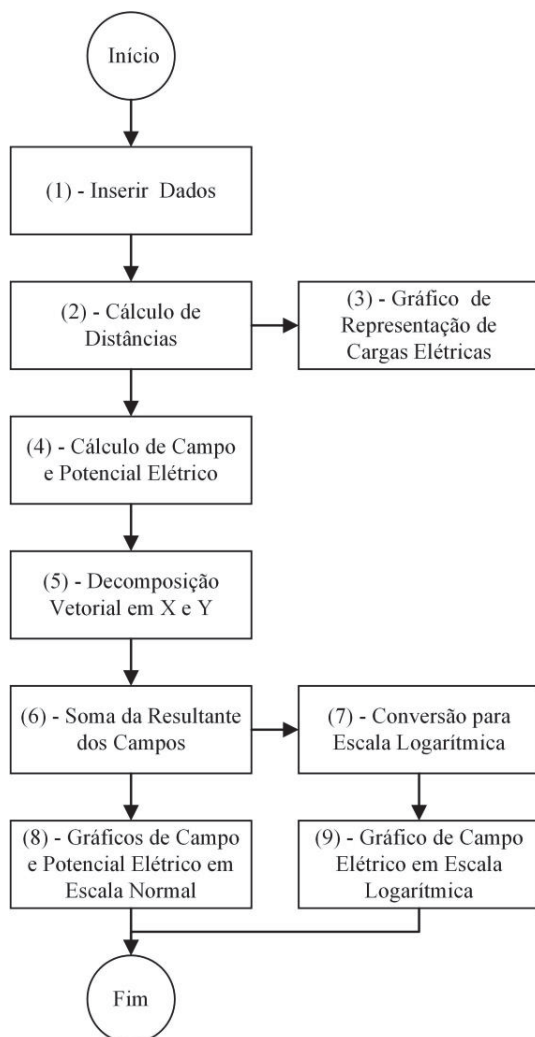 Início
(1) - Inserir Dados
(2) - Cálculo de
Distâncias
(3) - Gráfico de
Representação de
Cargas Elétricas
(4) - Cálculo de Campo
e Potencial Elétrico
(5) - Decomposição
Vetorial em X e Y
(6) - Soma da Resultante
dos Campos
(7) - Conversão para
Escala Logarítmica
(8) - Gráficos de Campo
e Potencial Elétrico em
Escala Normal
(9) - Gráfico de Campo
Elétrico em Escala
Logarítmica
Fim